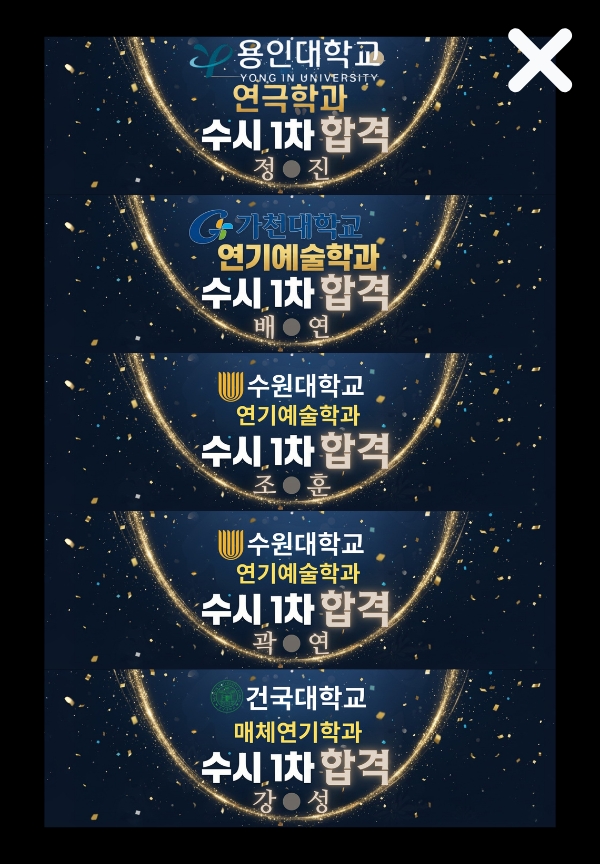 용인대학교
YONG IN UNIVERSITY
연극학과
수시 1차 합격
정●진
가천대학교
연기예술학과
수시 1차 합격
배●연
수원대학교
연기예술학과
수시 1차 합격
조●훈
수원대학교
연기예술학과
수시 1차 합격
곽●연
건국대학교
매체연기학과
수시 1차 합격
강●성